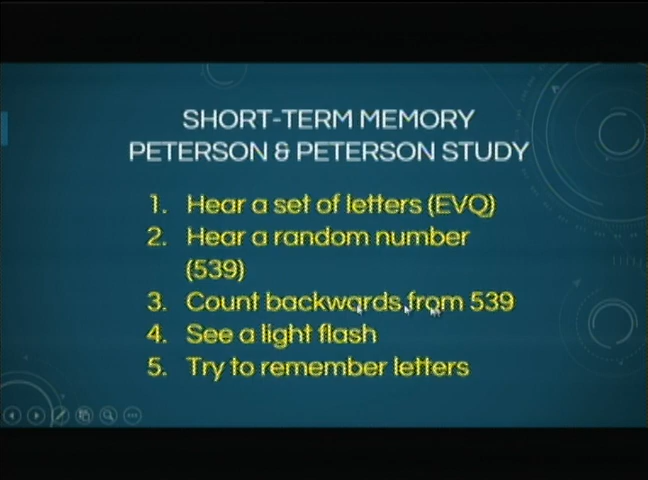 SHORT-TERM MEMORY
PETERSON & PETERSON STUDY
1. Hear a set of letters (EVQ)
2. Hear a random number
(539)
3. Count backwards from 539
4. See a light flash
5. Try to remember letters